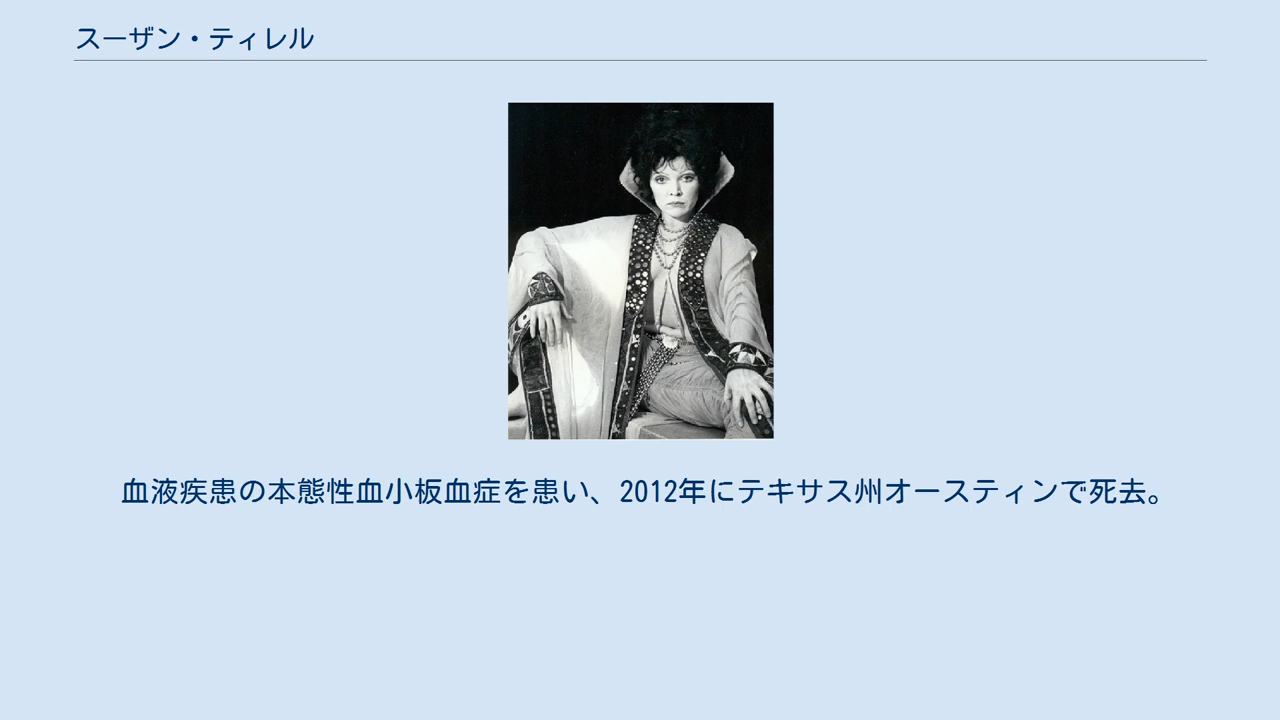 スーザン・ティレル
血液疾患の本態性血小板血症を患い、2012年にテキサス州オースティンで死去。